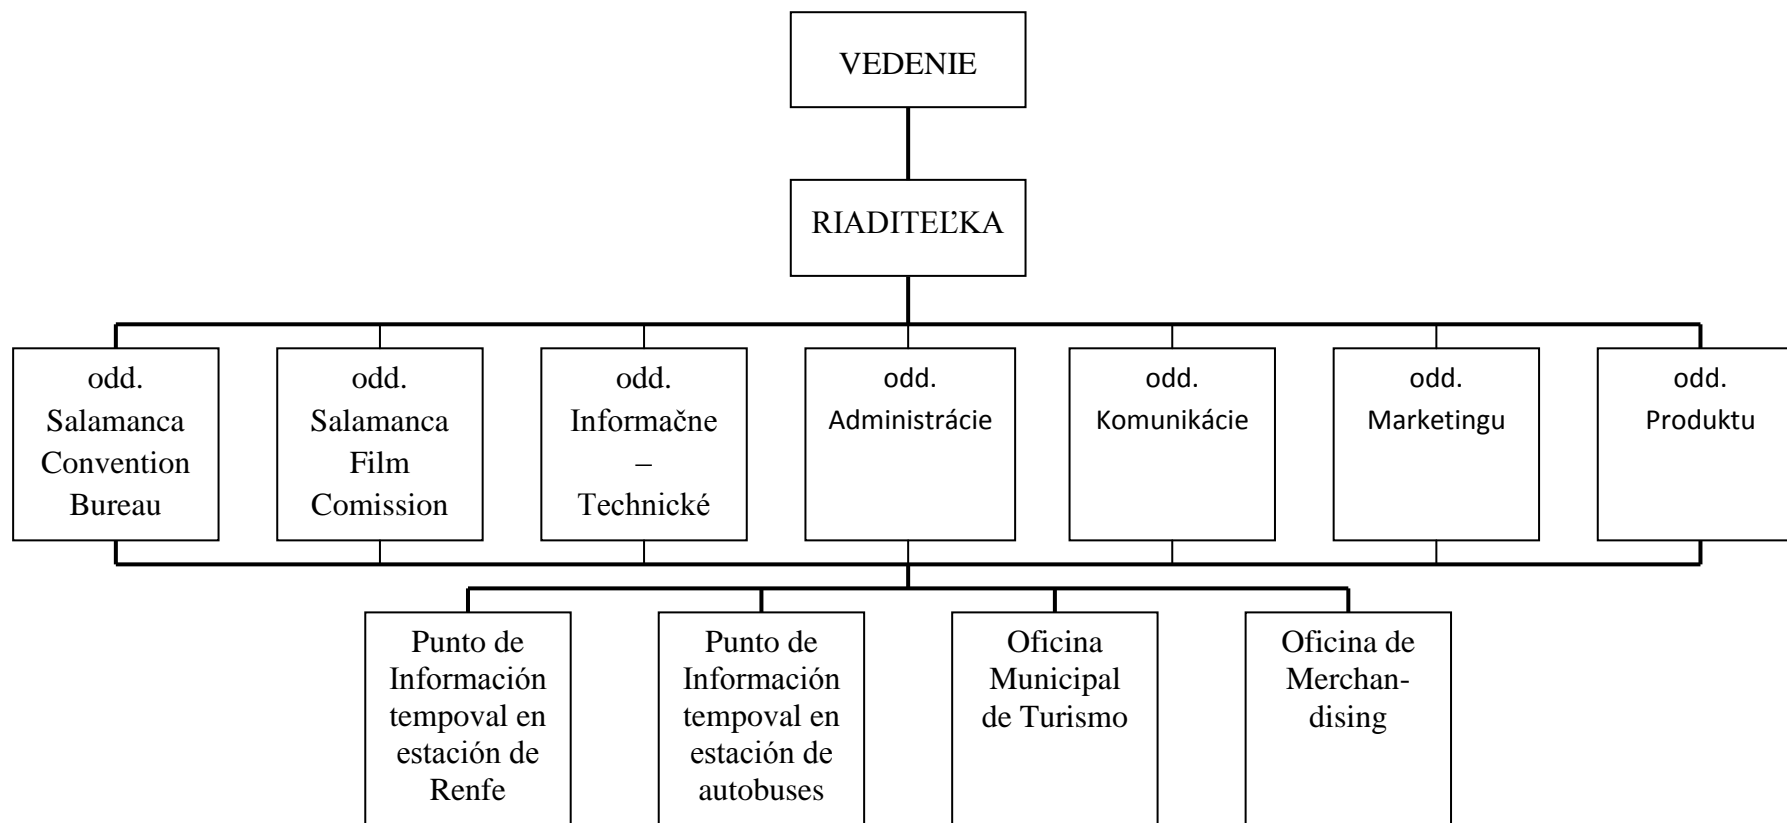 VEDENIE
RIADITEĽKA
odd.
Salamanca
Convention
Bureau
odd.
Salamanca
Film
Comission
odd.
Informačne
–
Technické
odd.
Administrácie
odd.
Komunikácie
odd.
Marketingu
odd.
Produktu
Punto de
Información
tempoval en
estación de
Renfe
Punto de
Información
tempoval en
estación de
autobuses
Oficina
Municipal
de Turismo
Oficina de
Merchan-
dising